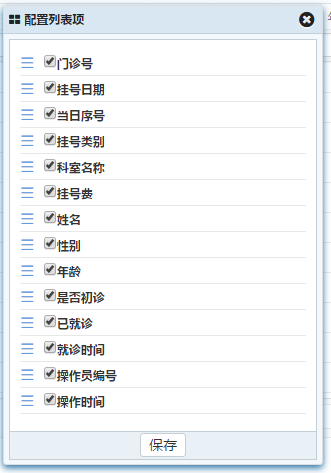 配置列表项
门诊号
挂号日期
当日序号
挂号类别
科室名称
挂号费
姓名
性别
年龄
是否初诊
已就诊
就诊时间
操作员编号
操作时间
保存